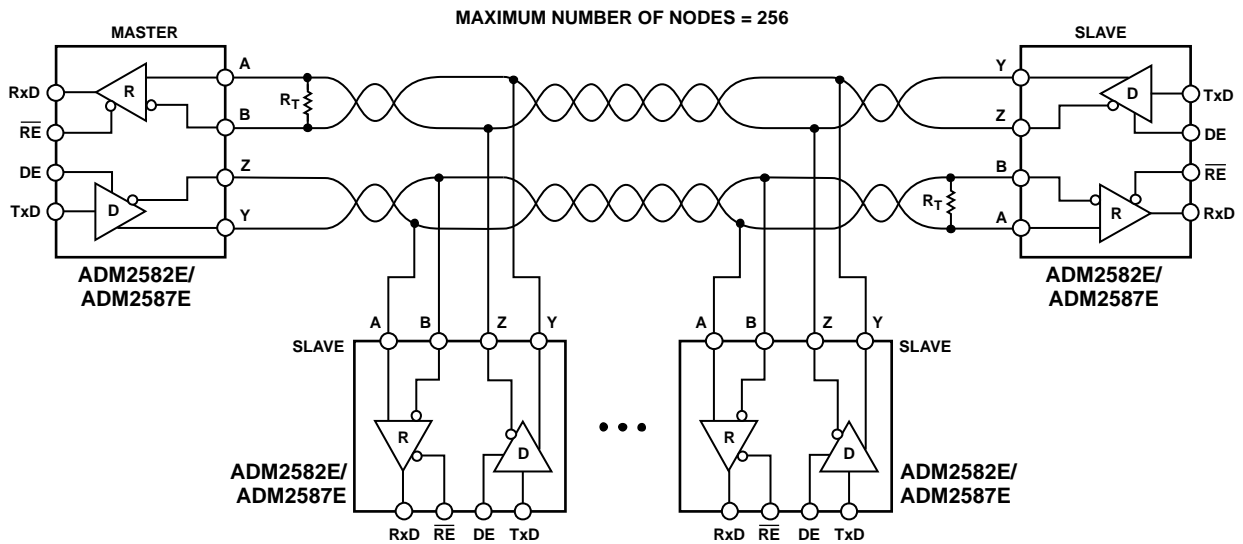 MAXIMUM NUMBER OF NODES = 256
MASTER
SLAVE
A
RxD
R
B
RE
RT
DE
Z
TxD
D
Y
ADM2582E/
ADM2587E
Y
D
TxD
Z
DE
B
RE
RT
R
RxD
A
ADM2582E/
ADM2587E
A B Z Y
SLAVE
R
D
ADM2582E/
ADM2587E
RxD RE DE TxD
A B Z Y
SLAVE
R
D
ADM2582E/
ADM2587E
RxD RE DE TxD